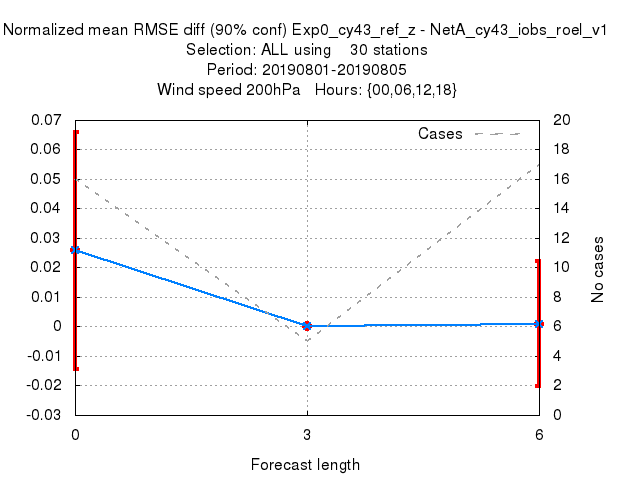 Normalized mean RMSE diff (90% conf) Exp0_cy43_ref_z - NetA_cy43_iobs_roel_v1
Selection: ALL using 30 stations
Period: 20190801-20190805
Wind speed 200hPa Hours: {00,06,12,18}
Cases
0.07
0.06
0.05
0.04
0.03
0.02
0.01
0
-0.01
-0.02
-0.03
20
18
16
14
12
10
8
6
4
2
0
No cases
0 3 6
Forecast length